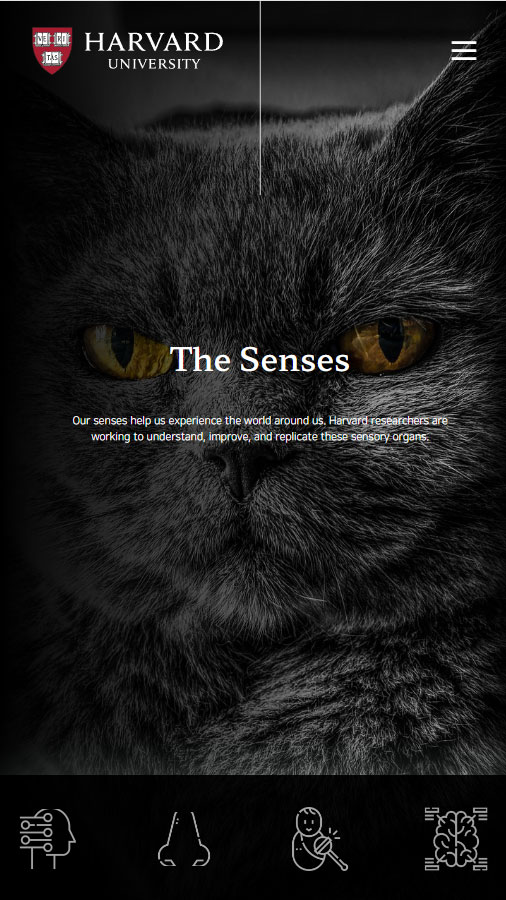 VE RI
TAS
HARVARD
UNIVERSITY
The Senses
Our senses help us experience the world around us. Harvard researchers are
working to understand, improve, and replicate these sensory organs.